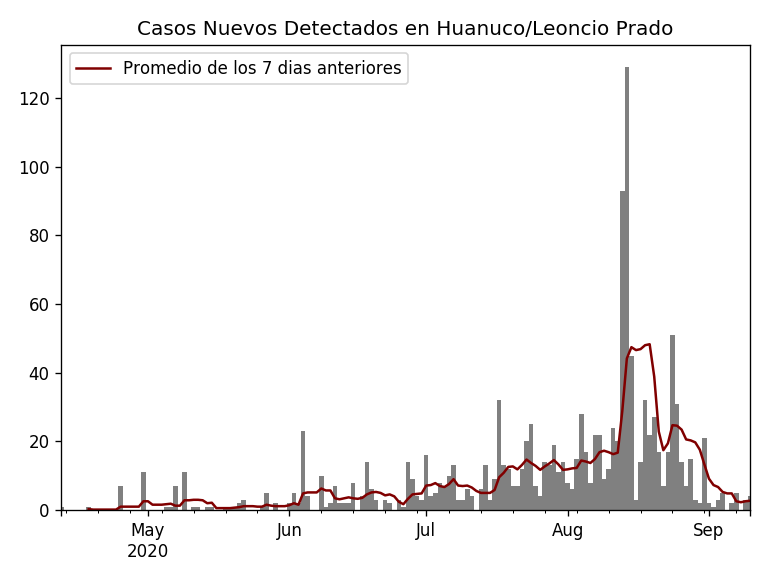 Casos Nuevos Detectados en Huanuco/Leoncio Prado
Promedio de los 7 dias anteriores
120
100
80
60
40
20
0
May Jun Jul Aug Sep
2020